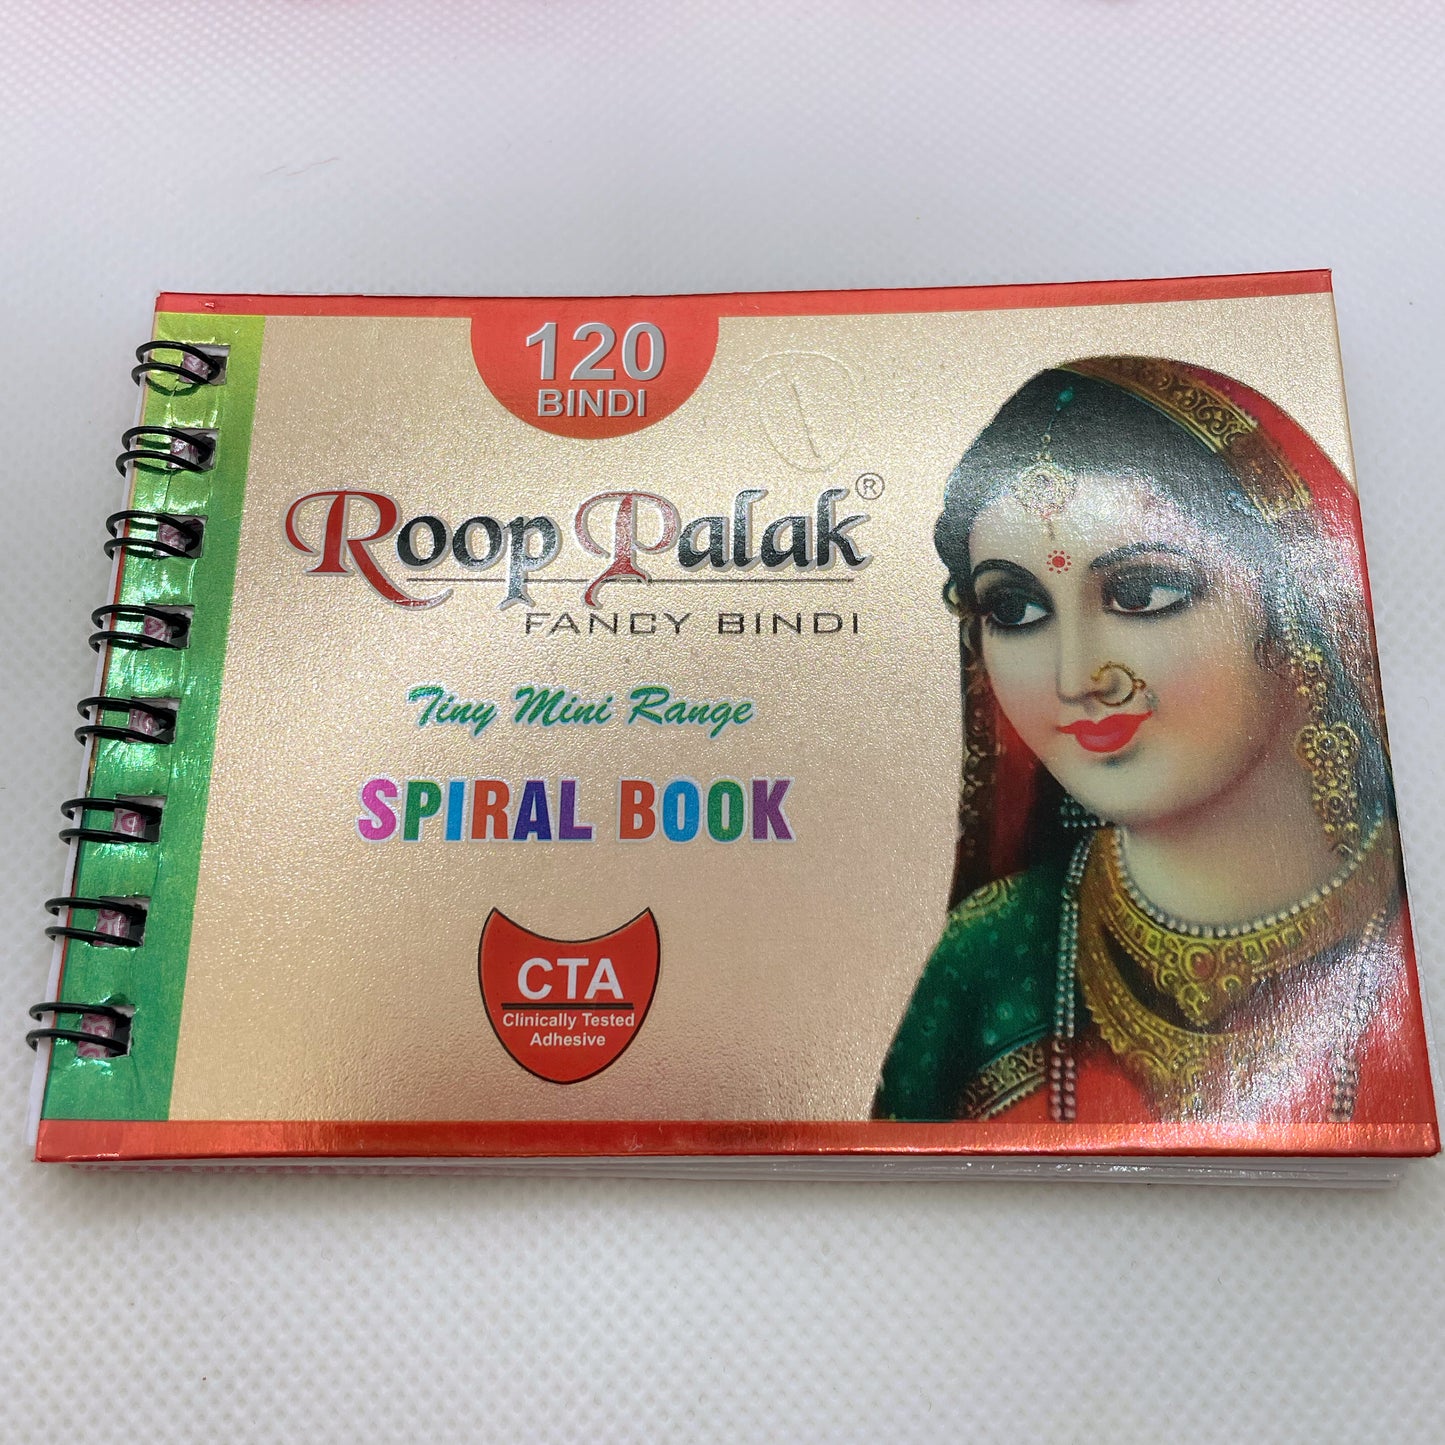 120
BINDI
Roop Palak®
FANCY BINDI
Tiny Mini Range
SPIRAL BOOK
CTA
Clinically Tested
Adhesive